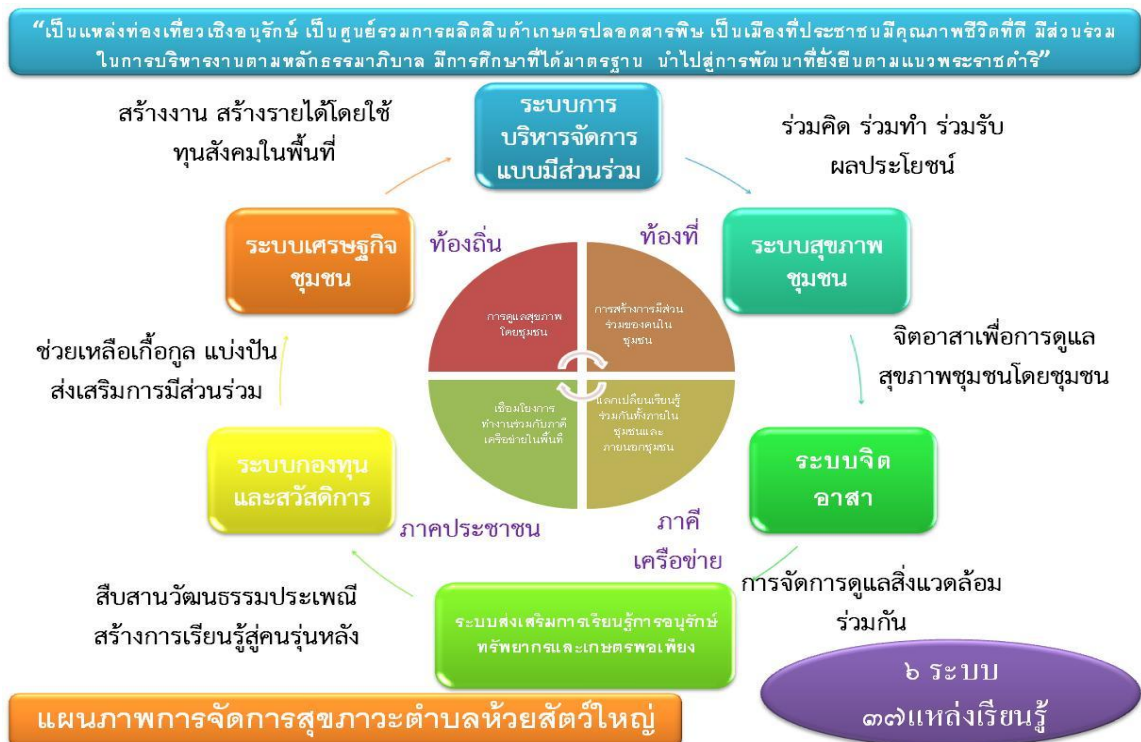 “เป็นแหล่งท่องเที่ยวเชิงอนุรักษ์ เป็นศูนย์รวมการผลิตสินค้าเกษตรปลอดสารพิษ เป็นเมืองที่ประชาชนมีคุณภาพชีวิตที่ดี มีส่วนร่วม
ในการบริหารงานตามหลักธรรมาภิบาล มีการศึกษาที่ได้มาตรฐาน นำไปสู่การพัฒนาที่ยั่งยืนตามแนวพระราชดำริ”
สร้างงาน สร้างรายได้โดยใช้
ทุนสังคมในพื้นที่
ระบบการ
บริหารจัดการ
แบบมีส่วนร่วม
ร่วมคิด ร่วมทำ ร่วมรับ
ผลประโยชน์
ระบบเศรษฐกิจ
ชุมชน
ท้องถิ่น
ท้องที่
ระบบสุขภาพ
ชุมชน
การดูแลสุขภาพ
โดยชุมชน
การสร้างการมีส่วน
ร่วมของคนใน
ชุมชน
ช่วยเหลือเกื้อกูล แบ่งปัน
ส่งเสริมการมีส่วนร่วม
จิตอาสาเพื่อการดูแล
สุขภาพชุมชนโดยชุมชน
เชื่อมโยงการ
ทำงานร่วมกับภาคี
เครือข่ายในพื้นที่
แลกเปลี่ยนเรียนรู้
ร่วมกันทั้งภายใน
ชุมชนและ
ภายนอกชุมชน
ระบบกองทุน
และสวัสดิการ
ระบบจิต
อาสา
ภาคประชาชน
ภาคี
เครือข่าย
สืบสานวัฒนธรรมประเพณี
สร้างการเรียนรู้สู่คนรุ่นหลัง
ระบบส่งเสริมการเรียนรู้การอนุรักษ์
ทรัพยากรและเกษตรพอเพียง
การจัดการดูแลสิ่งแวดล้อม
ร่วมกัน
แผนภาพการจัดการสุขภาวะตำบลห้วยสัตว์ใหญ่
๖ ระบบ
๓๗แหล่งเรียนรู้